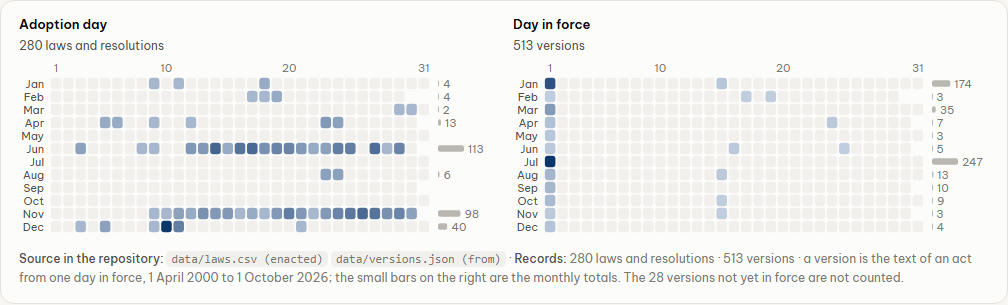 Adoption day
280 laws and resolutions
1 10 20 31
Jan 4
Feb 4
Mar 2
Apr 13
May
Jun 113
Jul
Aug 6
Sep
Oct
Nov 98
Dec 40
Day in force
513 versions
1 10 20 31
Jan 174
Feb 3
Mar 35
Apr 7
May 3
Jun 5
Jul 247
Aug 13
Sep 10
Oct 9
Nov 3
Dec 4
Source in the repository: data/laws.csv (enacted) data/versions.json (from) · Records: 280 laws and resolutions · 513 versions · a version is the text of an act
from one day in force, 1 April 2000 to 1 October 2026; the small bars on the right are the monthly totals. The 28 versions not yet in force are not counted.